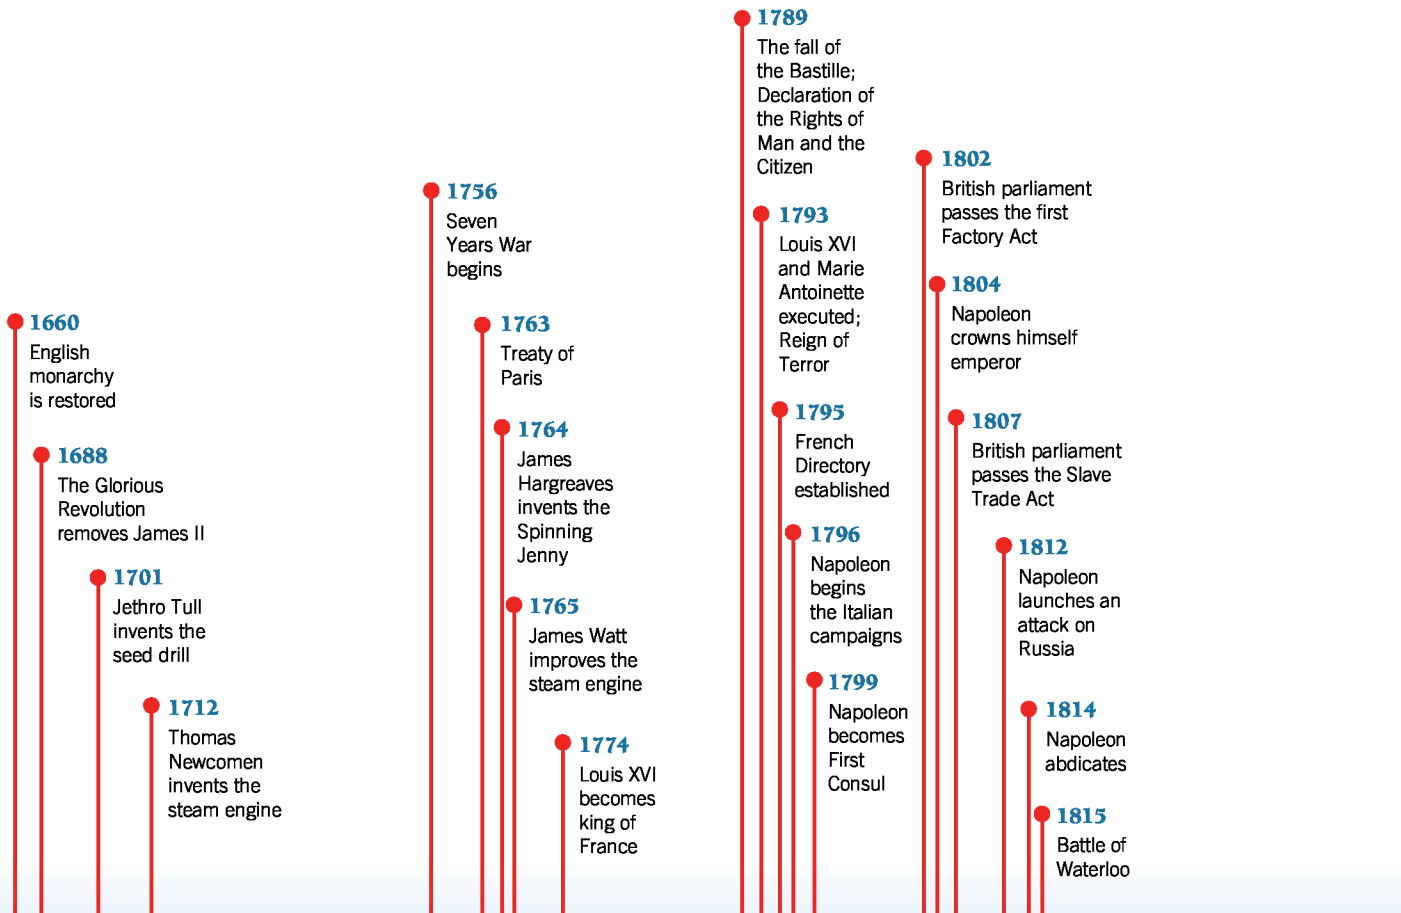 1660
English
monarchy
is restored
1688
The Glorious
Revolution
removes James II
1701
Jethro Tull
invents the
seed drill
1712
Thomas
Newcomen
invents the
steam engine
1756
Seven
Years War
begins
1763
Treaty of
Paris
1764
James
Hargreaves
invents the
Spinning
Jenny
1765
James Watt
improves the
steam engine
1774
Louis XVI
becomes
king of
France
1789
The fall of
the Bastille;
Declaration of
the Rights of
Man and the
Citizen
1793
Louis XVI
and Marie
Antoinette
executed;
Reign of
Terror
1795
French
Directory
established
1796
Napoleon
begins
the Italian
campaigns
1799
Napoleon
becomes
First
Consul
1802
British parliament
passes the first
Factory Act
1804
Napoleon
crowns himself
emperor
1807
British parliament
passes the Slave
Trade Act
1812
Napoleon
launches an
attack on
Russia
1814
Napoleon
abdicates
1815
Battle of
Waterloo